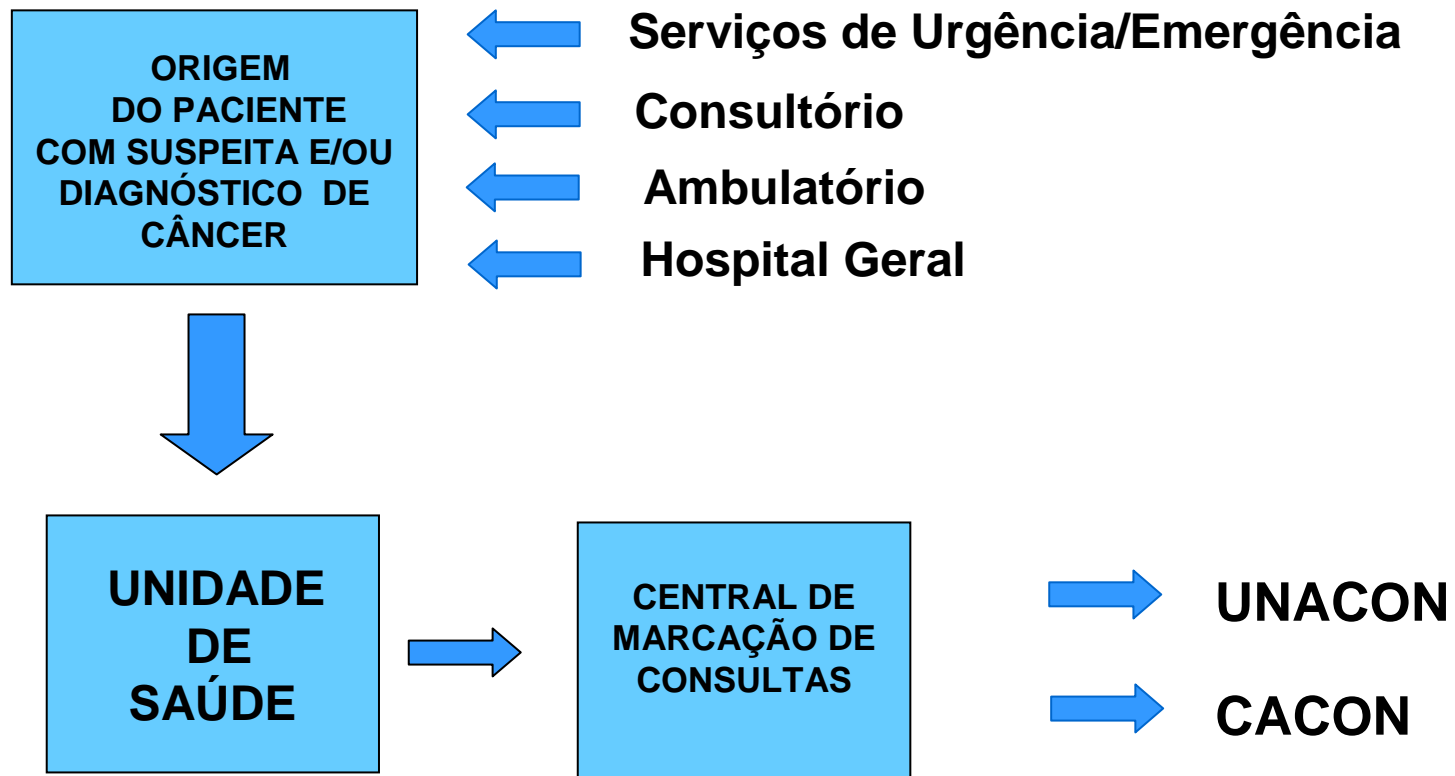 ORIGEM
DO PACIENTE
COM SUSPEITA E/OU
DIAGNÓSTICO DE
CÂNCER
Serviços de Urgência/Emergência
Consultório
Ambulatório
Hospital Geral
UNIDADE
DE
SAÚDE
CENTRAL DE
MARCAÇÃO DE
CONSULTAS
UNACON
CACON